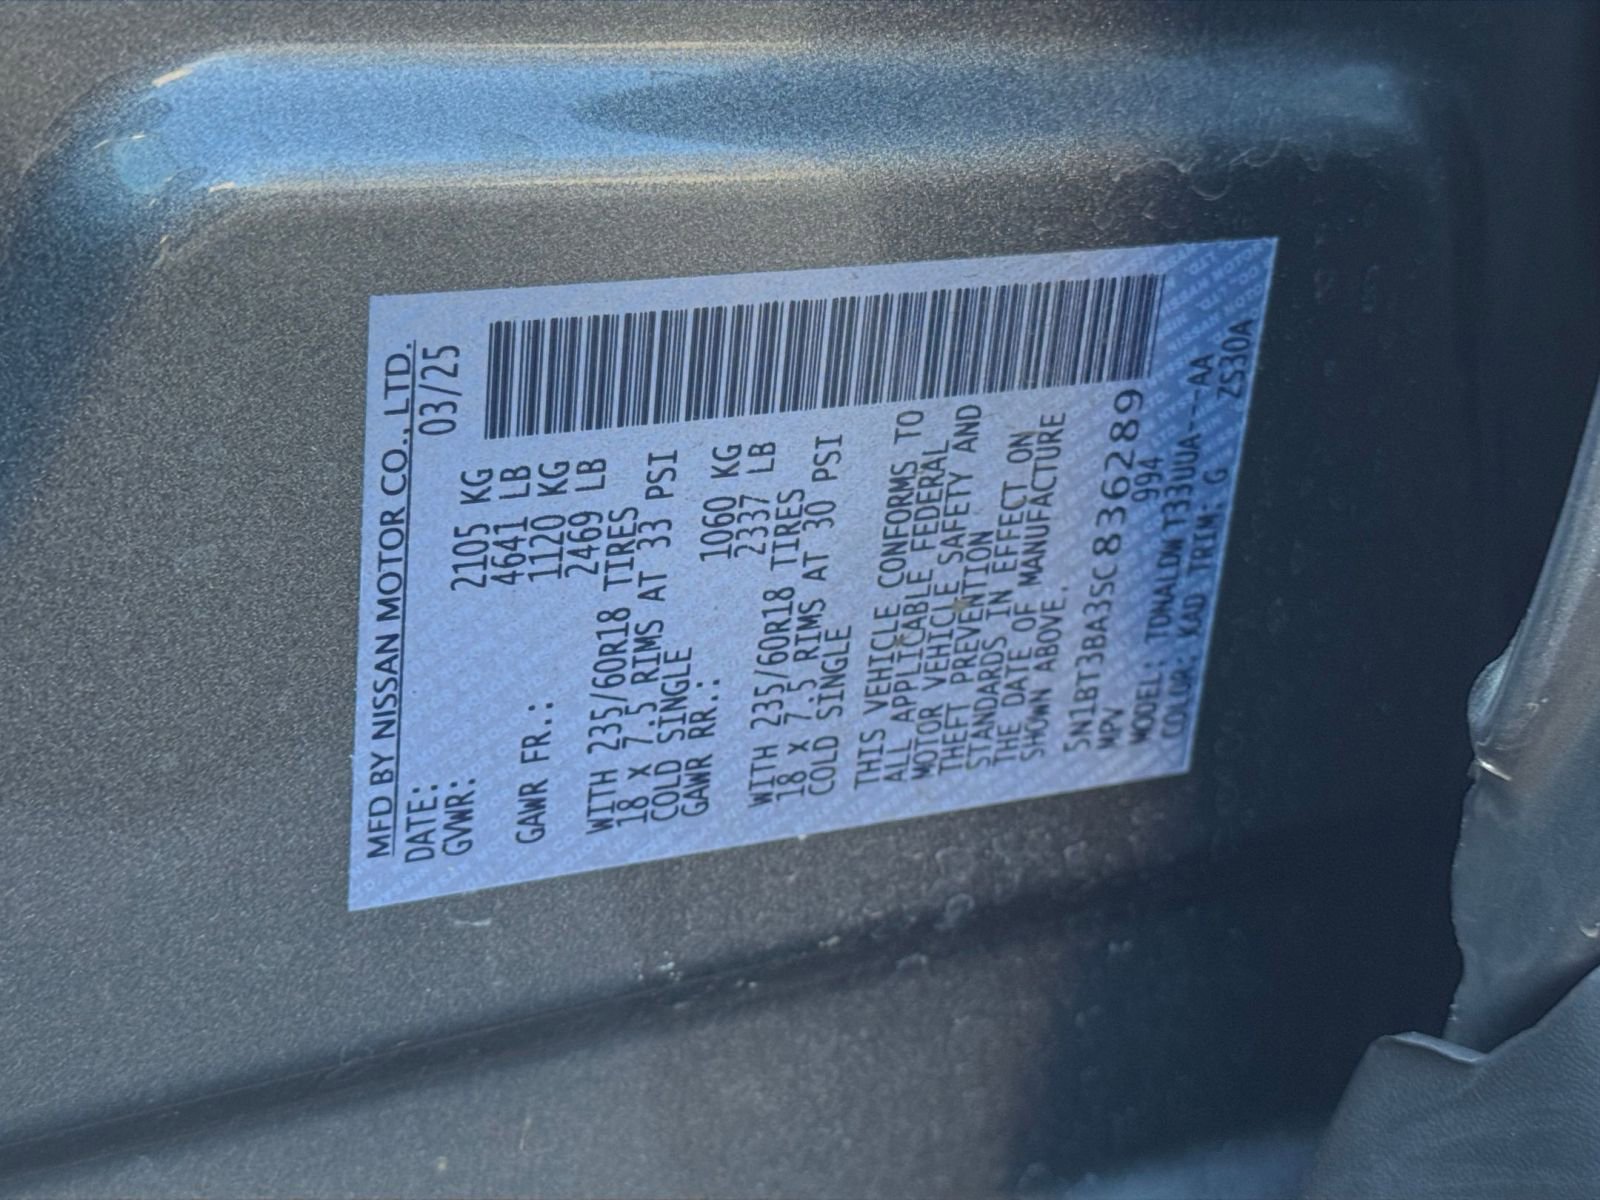 MFD BY NISSAN MOTOR CO., LTD.
DATE: 03/25
GVWR: 2105 KG
4641 LB
GAWR FR.: 1120 KG
2469 LB
WITH 235/60R18 TIRES
18 X 7.5 RIMS AT 33 PSI
COLD SINGLE
GAWR RR.: 1060 KG
2337 LB
WITH 235/60R18 TIRES
18 X 7.5 RIMS AT 30 PSI
COLD SINGLE
THIS VEHICLE CONFORMS TO
ALL APPLICABLE FEDERAL
MOTOR VEHICLE SAFETY AND
THEFT PREVENTION
STANDARDS IN EFFECT ON
THE DATE OF MANUFACTURE
SHOWN ABOVE.
5N1BT3BA3SC836289
MPV 994
MODEL: TDNALDW T33UUA---AA
COLOR: KAD TRIM: G ZS30A